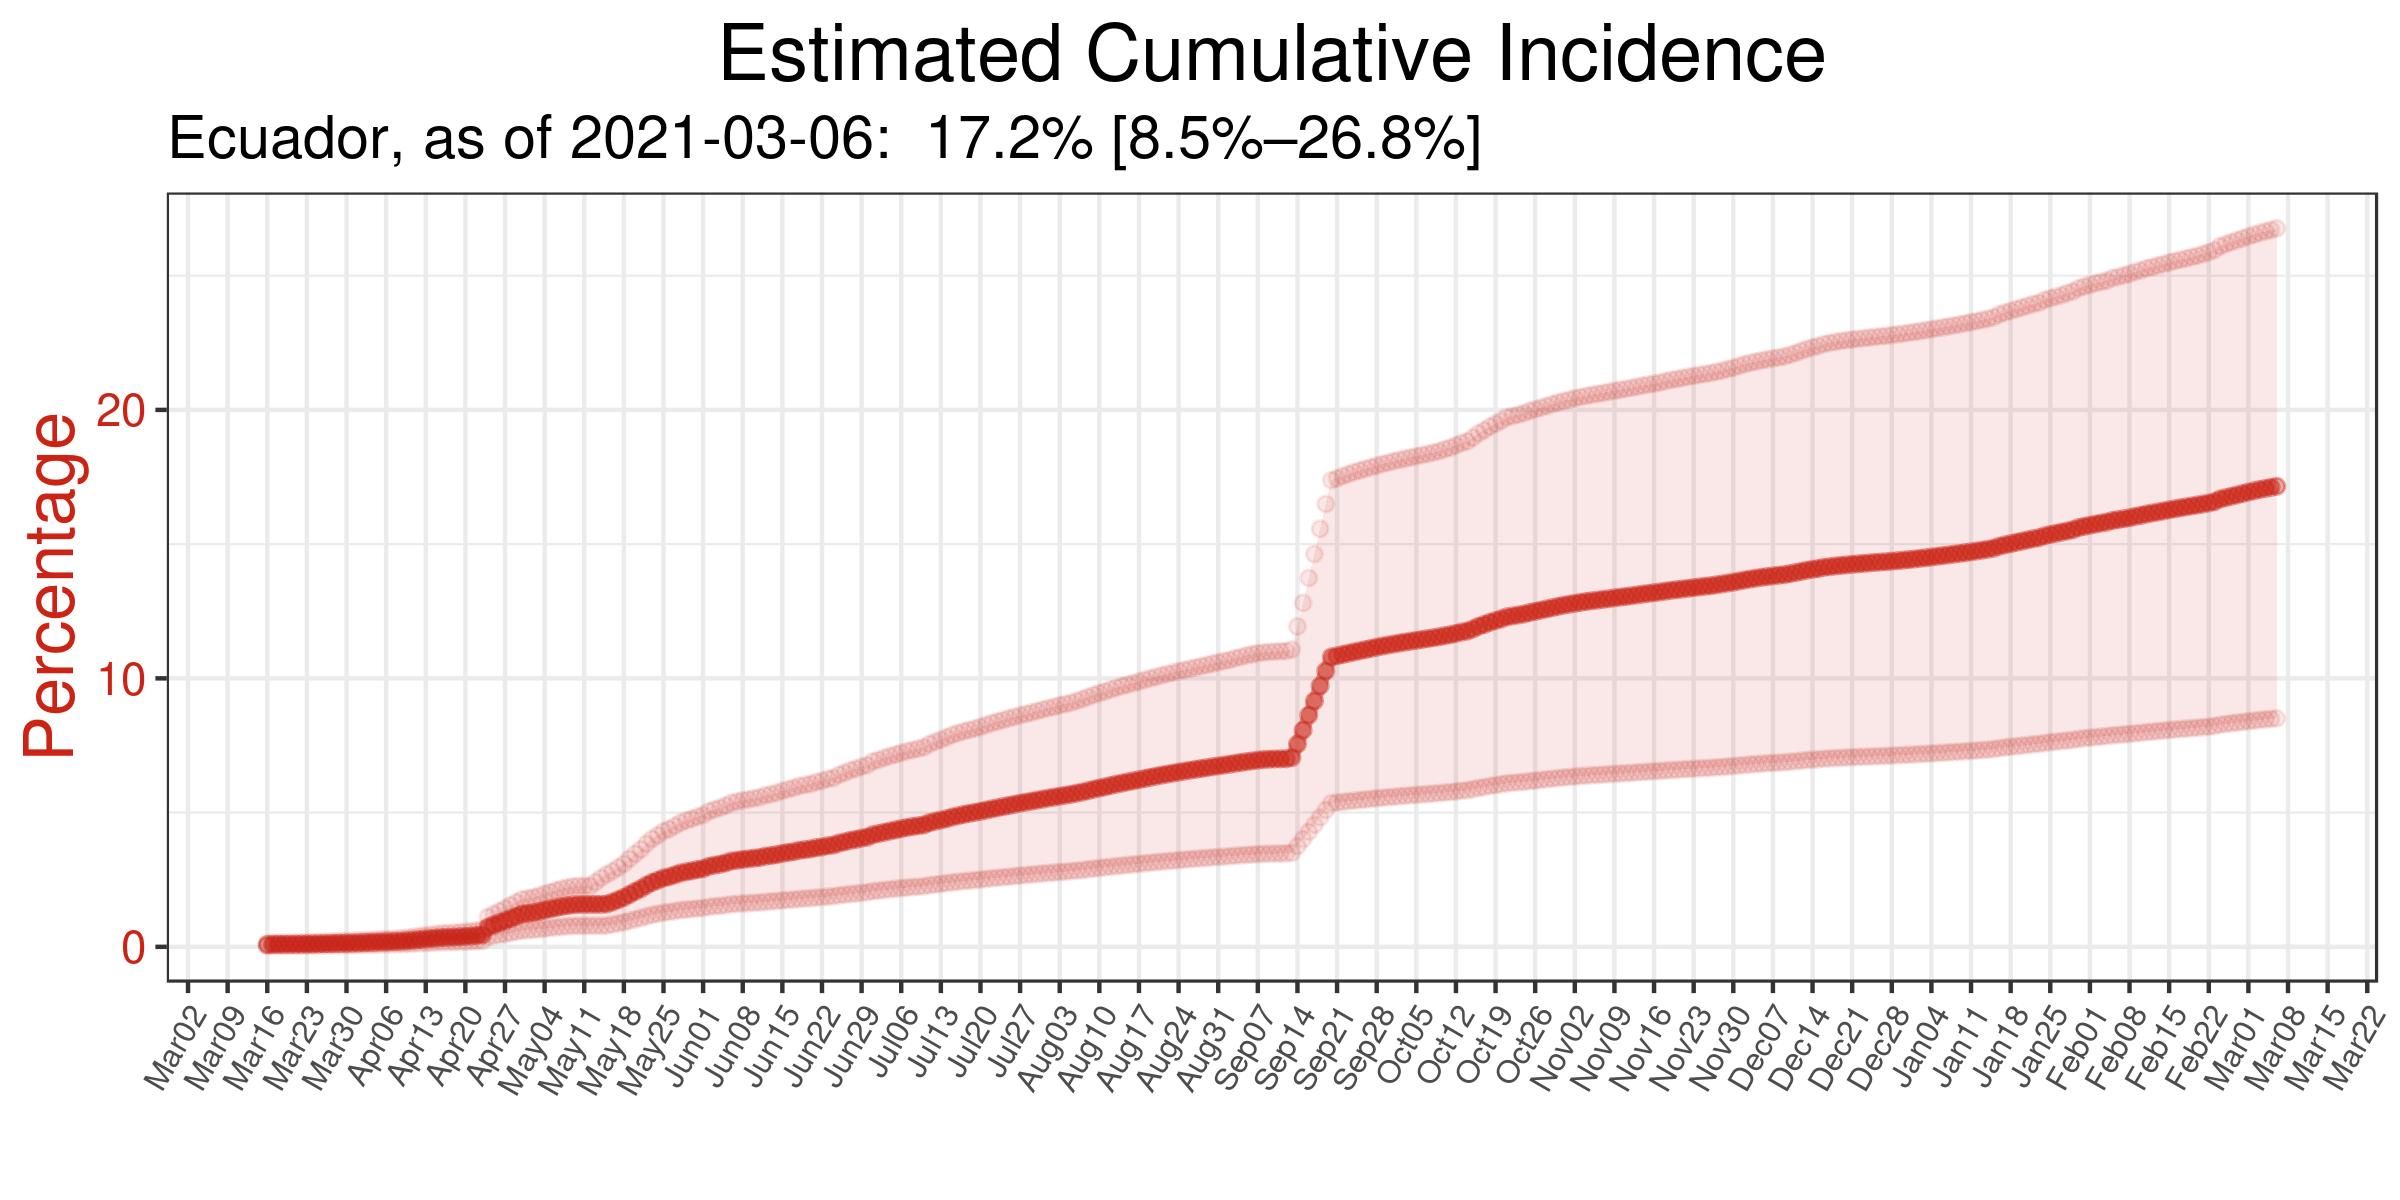 Estimated Cumulative Incidence
Ecuador, as of 2021-03-06:  17.2% [8.5%–26.8%]
Percentage
20
10
0
Mar02 Mar09 Mar16 Mar23 Mar30 Apr06 Apr13 Apr20 Apr27 May04 May11 May18 May25 Jun01 Jun08 Jun15 Jun22 Jun29 Jul06 Jul13 Jul20 Jul27 Aug03 Aug10 Aug17 Aug24 Aug31 Sep07 Sep14 Sep21 Sep28 Oct05 Oct12 Oct19 Oct26 Nov02 Nov09 Nov16 Nov23 Nov30 Dec07 Dec14 Dec21 Dec28 Jan04 Jan11 Jan18 Jan25 Feb01 Feb08 Feb15 Feb22 Mar01 Mar08 Mar15 Mar22